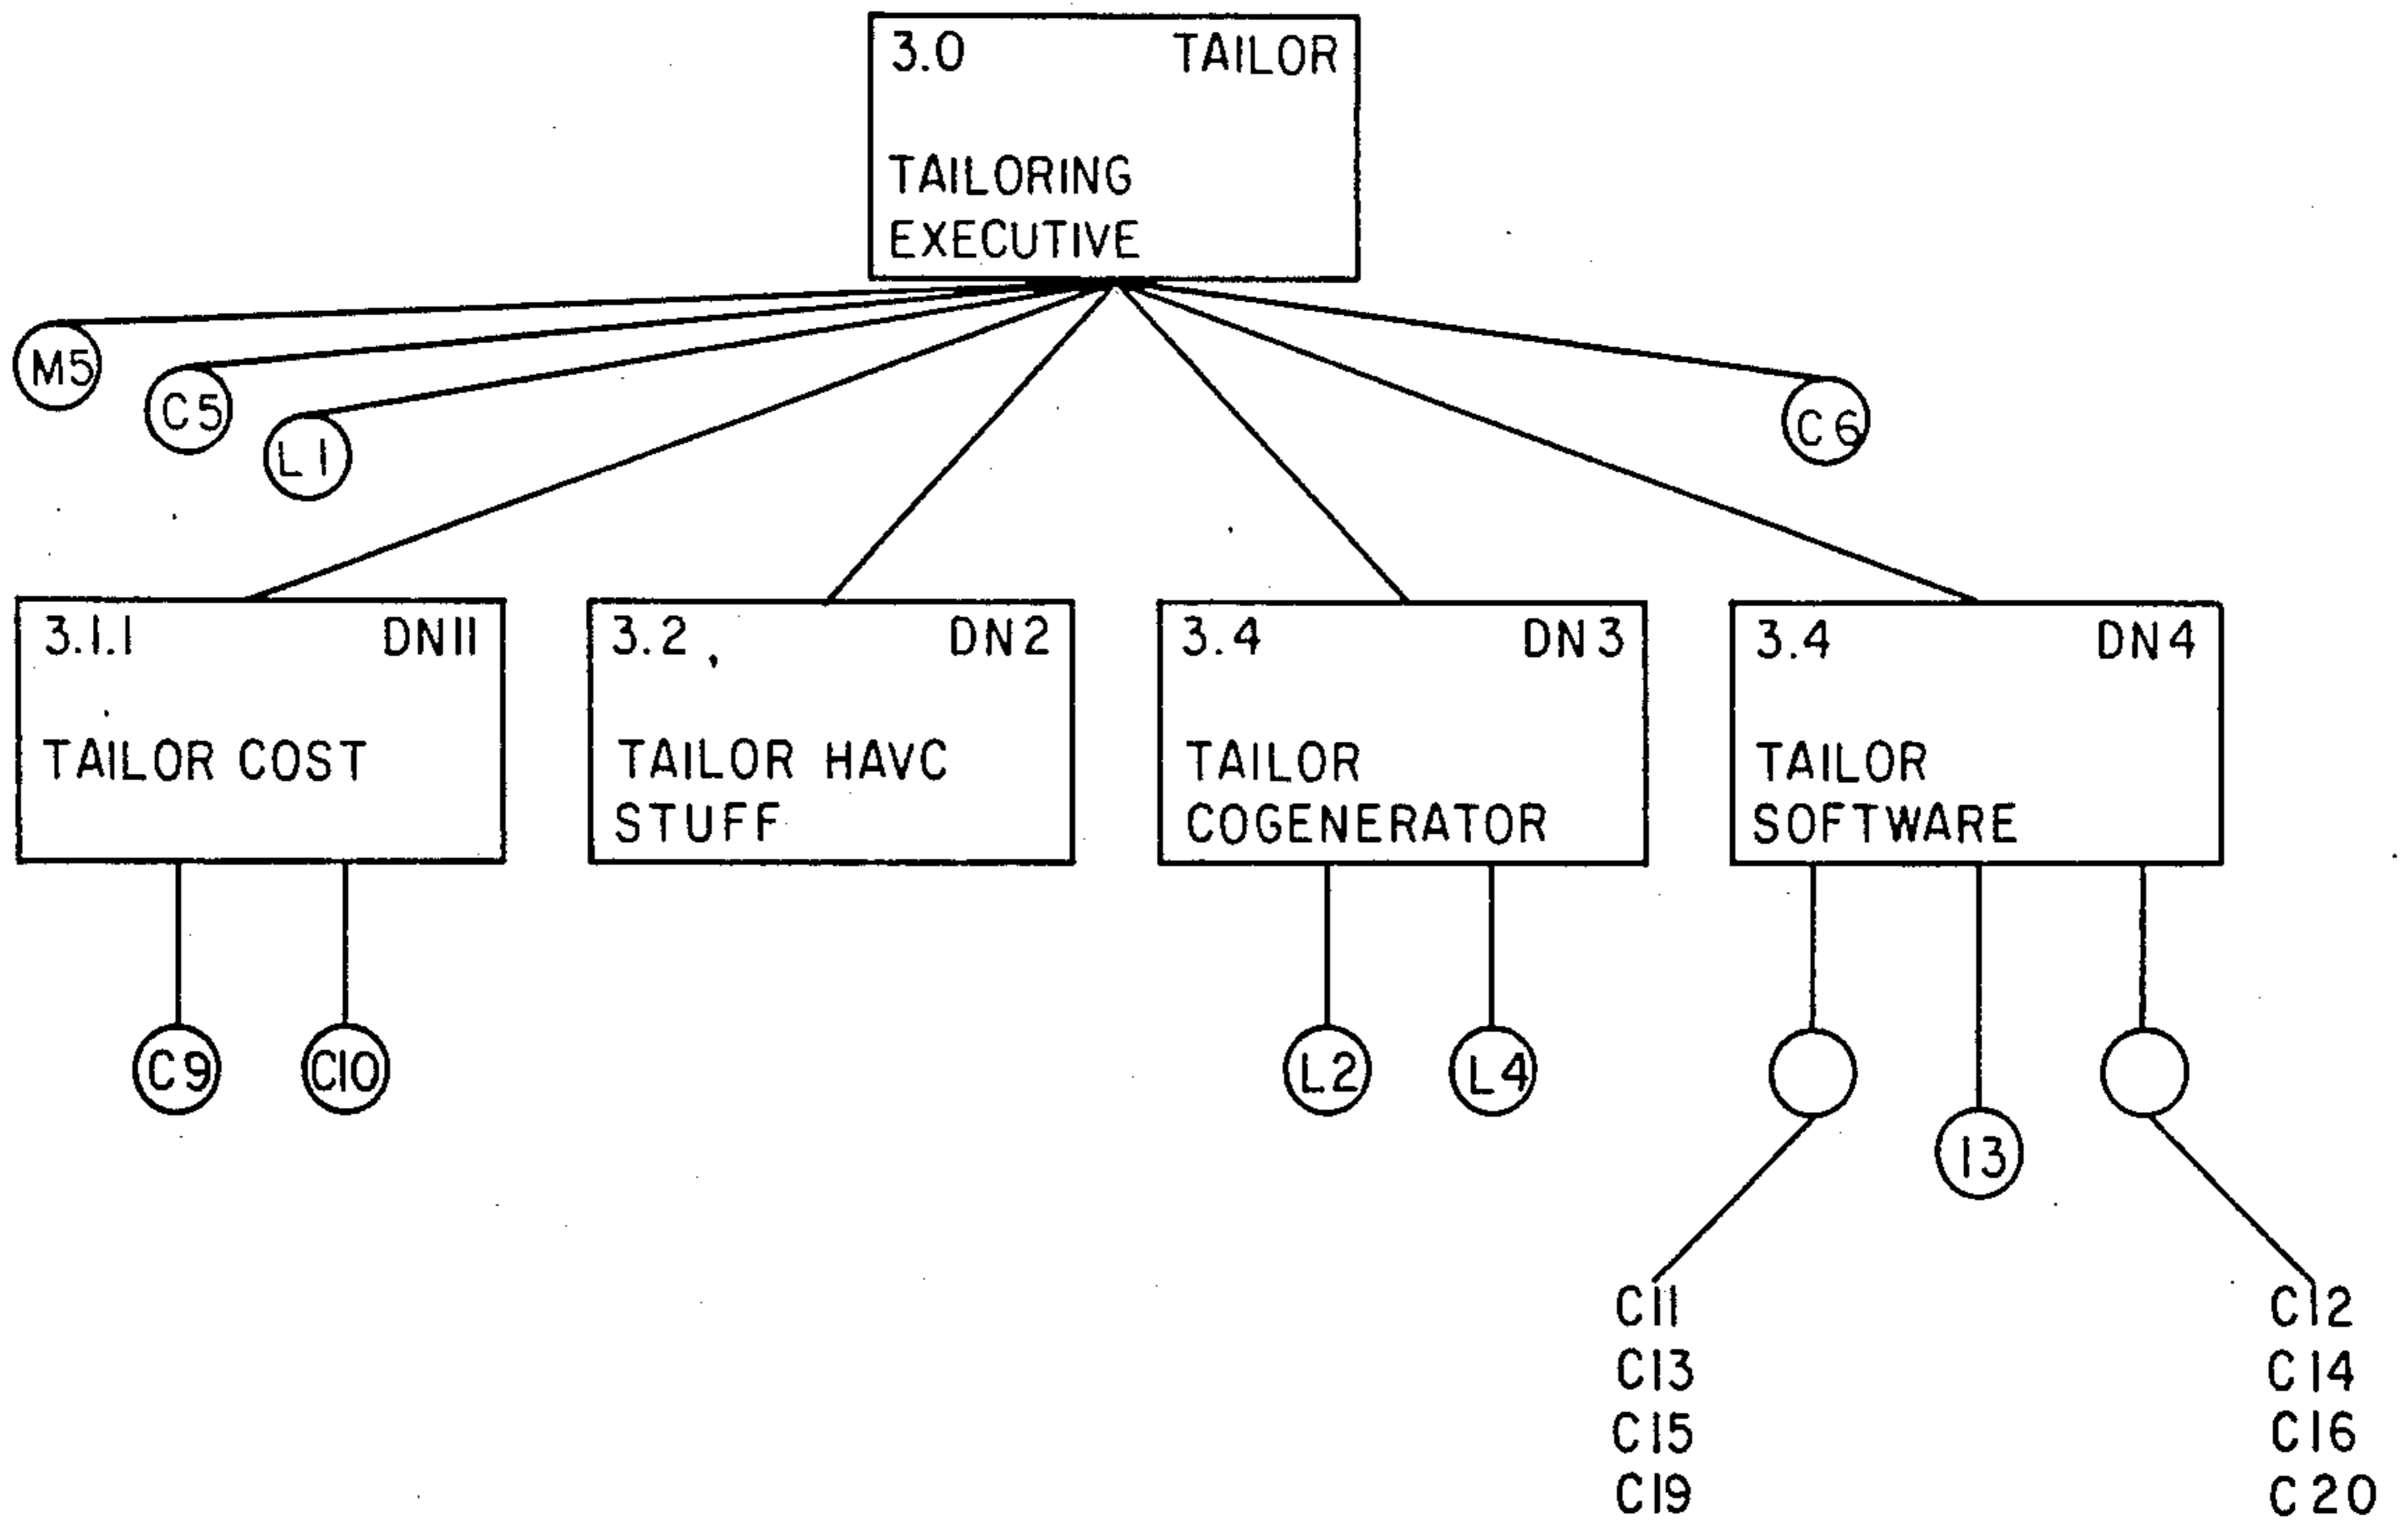 3.0 TAILOR
TAILORING
EXECUTIVE
M5
C5
L1
C6
3.1.1 DN11
TAILOR COST
3.2 DN2
TAILOR HAVC
STUFF
3.4 DN3
TAILOR
COGENERATOR
3.4 DN4
TAILOR
SOFTWARE
C9
C10
L2
L4
I3
C11
C13
C15
C19
C12
C14
C16
C20